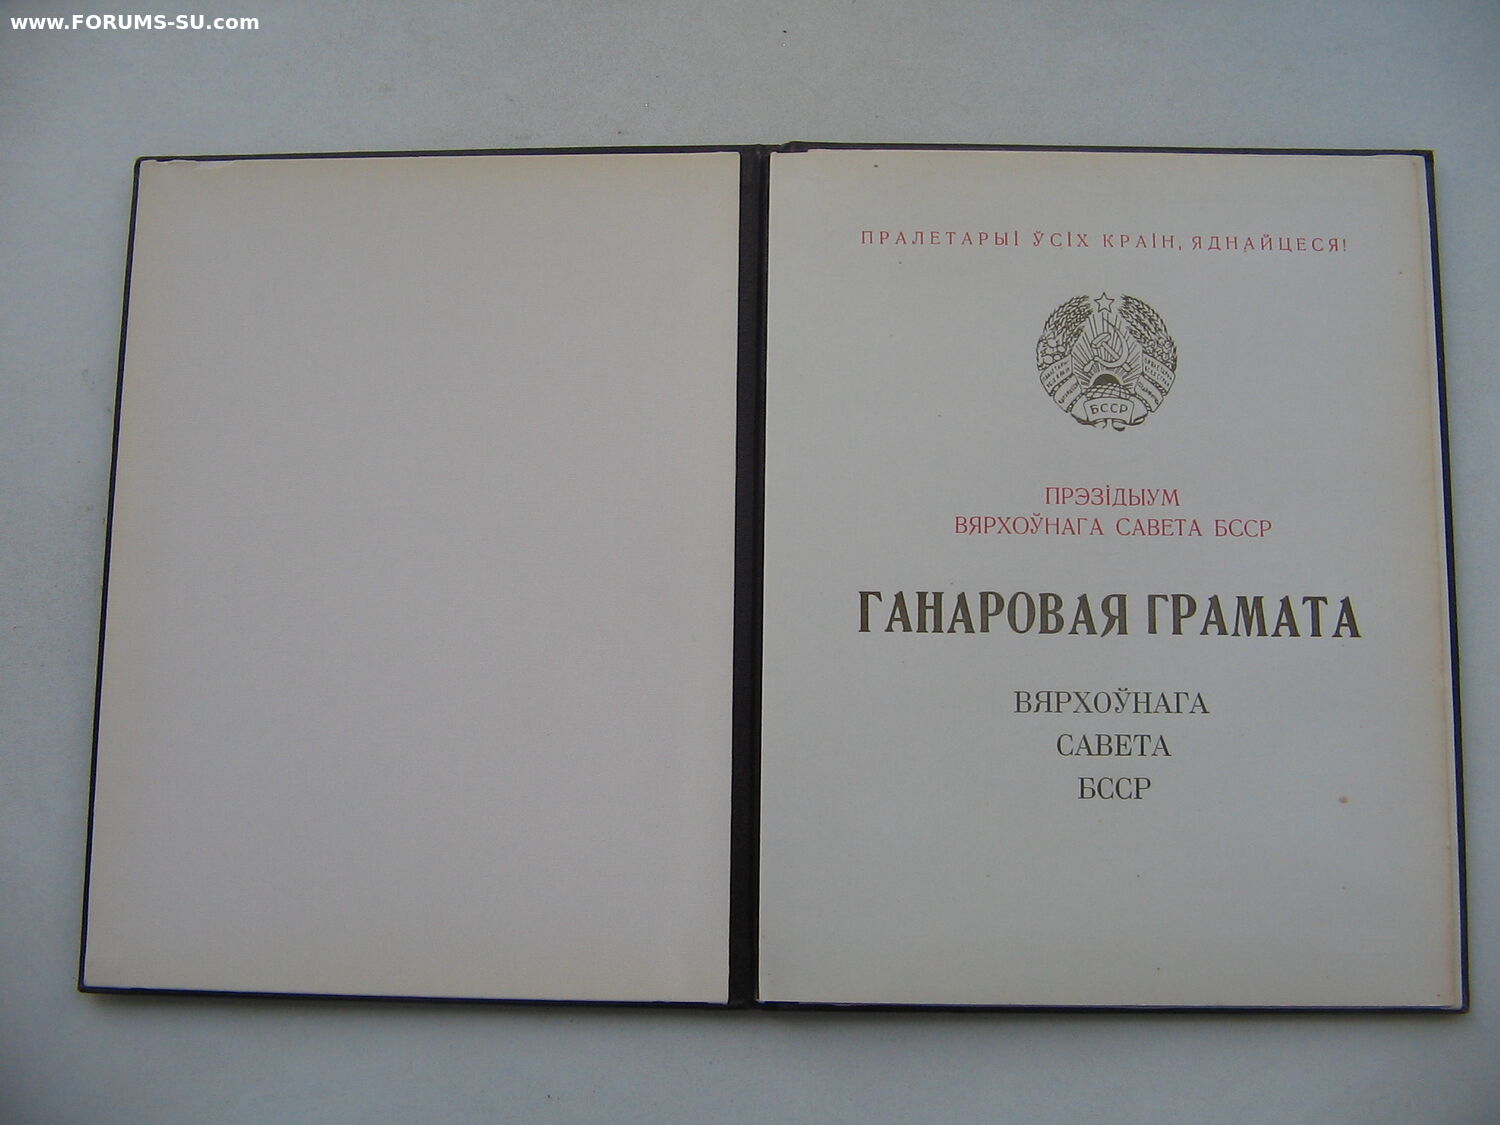 www.FORUMS-SU.com
ПРАЛЕТАРЫІ ЎСІХ КРАІН, ЯДНАЙЦЕСЯ!
БССР
ПРЭЗІДЫУМ
ВЯРХОЎНАГА САВЕТА БССР
ГАНАРОВАЯ ГРАМАТА
ВЯРХОЎНАГА
САВЕТА
БССР